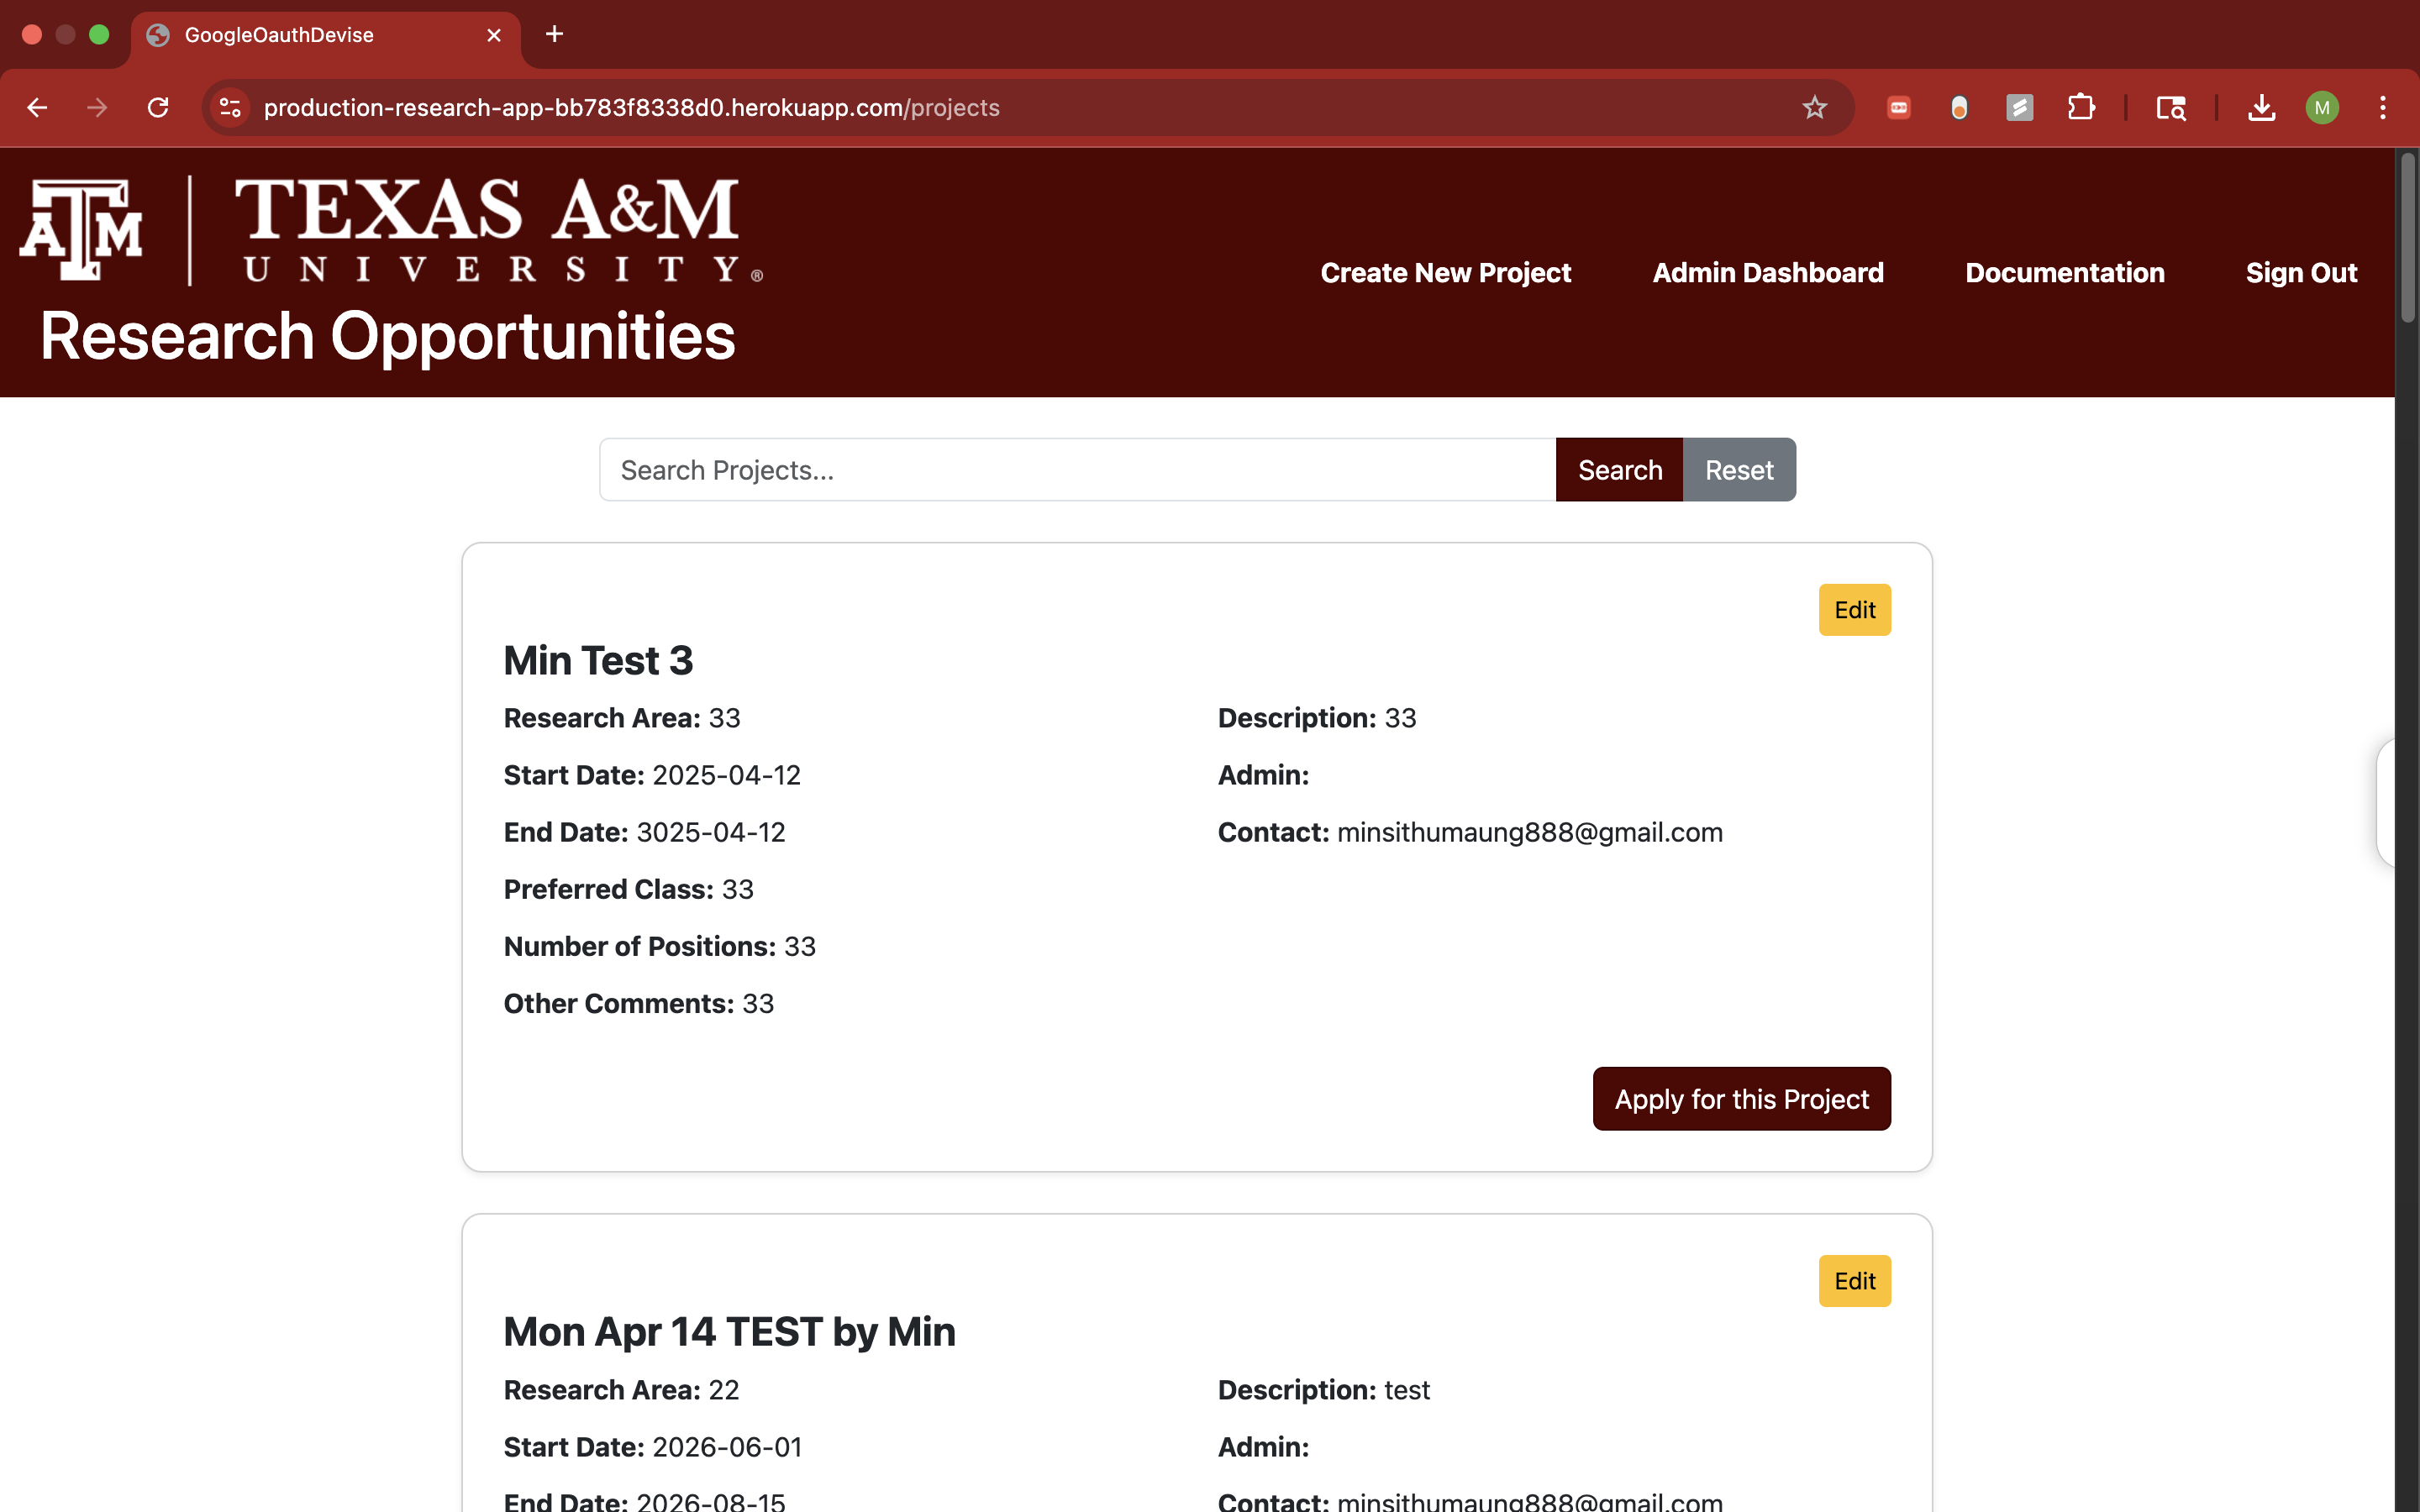 GoogleOauthDevise
production-research-app-bb783f8338d0.herokuapp.com/projects
M
ATM
TEXAS A&M
UNIVERSITY®
Research Opportunities
Create New Project
Admin Dashboard
Documentation
Sign Out
Search Projects...
Search
Reset
Edit
Min Test 3
Research Area: 33
Description: 33
Start Date: 2025-04-12
Admin:
End Date: 3025-04-12
Contact: minsithumaung888@gmail.com
Preferred Class: 33
Number of Positions: 33
Other Comments: 33
Apply for this Project
Edit
Mon Apr 14 TEST by Min
Research Area: 22
Description: test
Start Date: 2026-06-01
Admin:
End Date: 2026-08-15
Contact: minsithumaung888@gmail.com